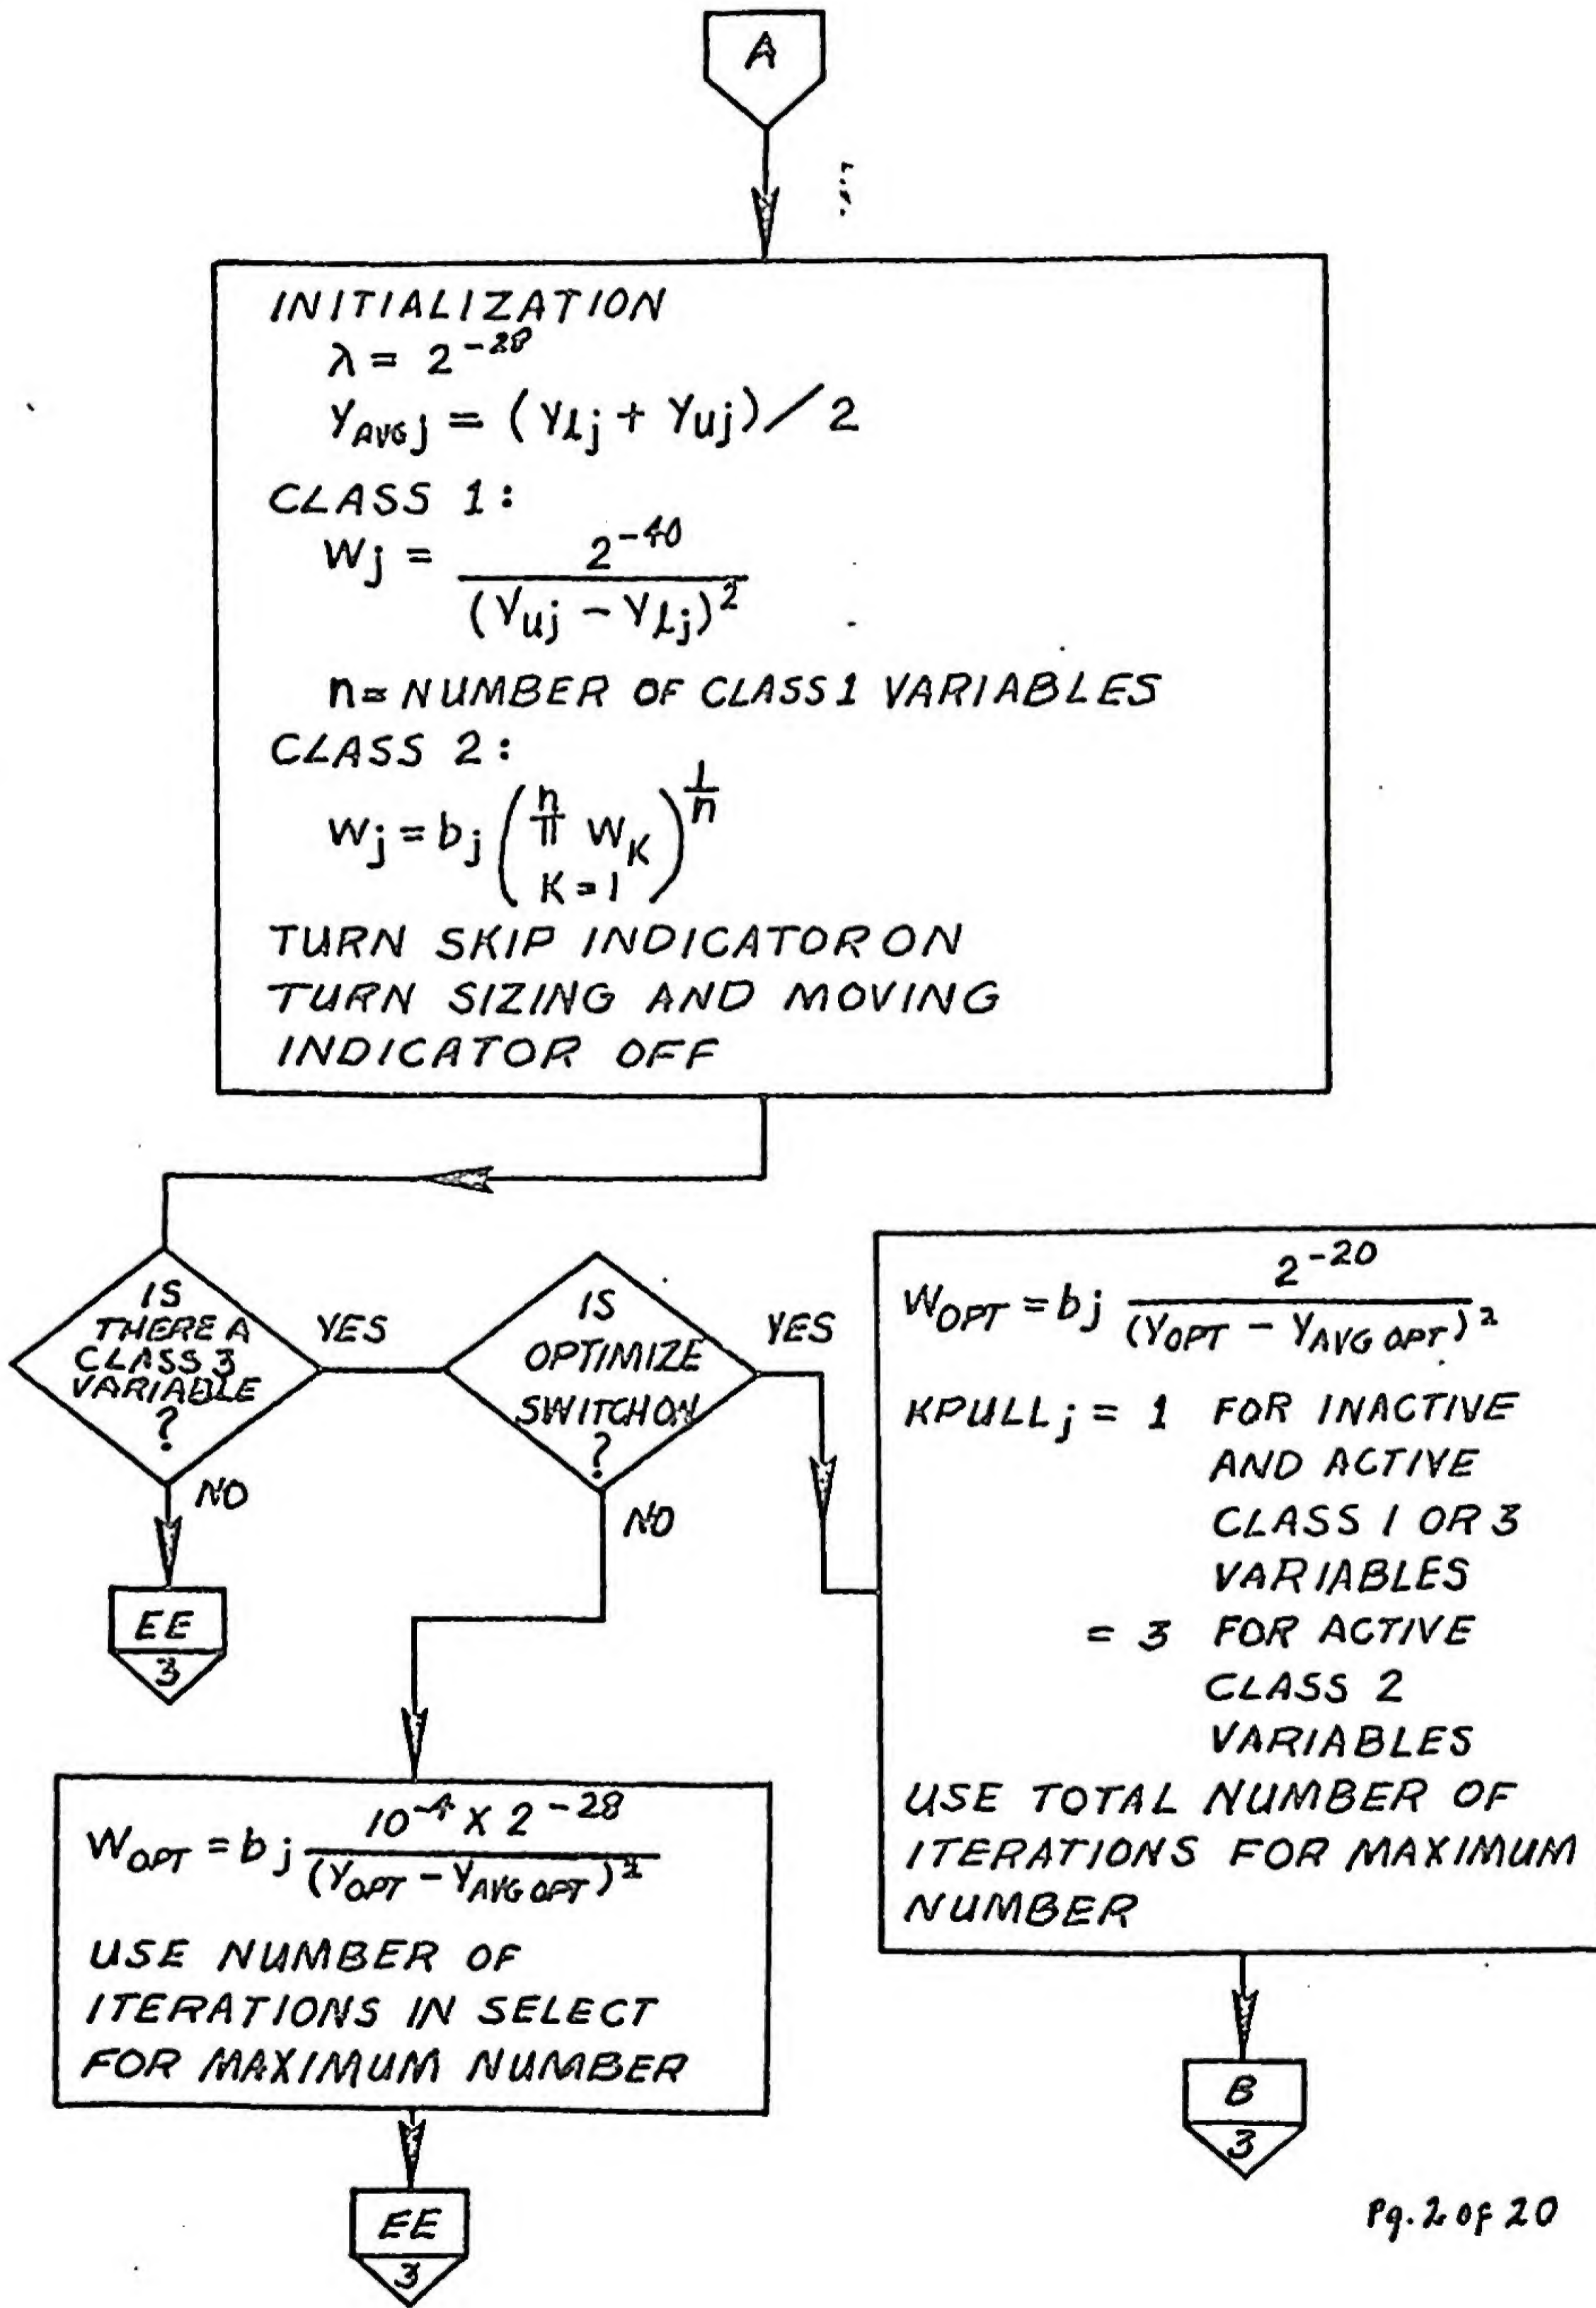 A
INITIALIZATION
λ = 2^-28
Y_AVGj = (Y_lj + Y_uj) / 2
CLASS 1:
W_j = 2^-40 / (Y_uj - Y_lj)^2
n = NUMBER OF CLASS 1 VARIABLES
CLASS 2:
W_j = b_j (n π K=1 W_K)^1/n
TURN SKIP INDICATOR ON
TURN SIZING AND MOVING
INDICATOR OFF
IS
THERE A
CLASS 3
VARIABLE
?
YES
NO
EE
3
IS
OPTIMIZE
SWITCH ON
?
YES
NO
W_OPT = b_j 10^-4 X 2^-28 / (Y_OPT - Y_AVG OPT)^2
USE NUMBER OF
ITERATIONS IN SELECT
FOR MAXIMUM NUMBER
EE
3
W_OPT = b_j 2^-20 / (Y_OPT - Y_AVG OPT)^2
KPULL_j = 1 FOR INACTIVE
AND ACTIVE
CLASS 1 OR 3
VARIABLES
= 3 FOR ACTIVE
CLASS 2
VARIABLES
USE TOTAL NUMBER OF
ITERATIONS FOR MAXIMUM
NUMBER
B
3
Pg. 2 of 20